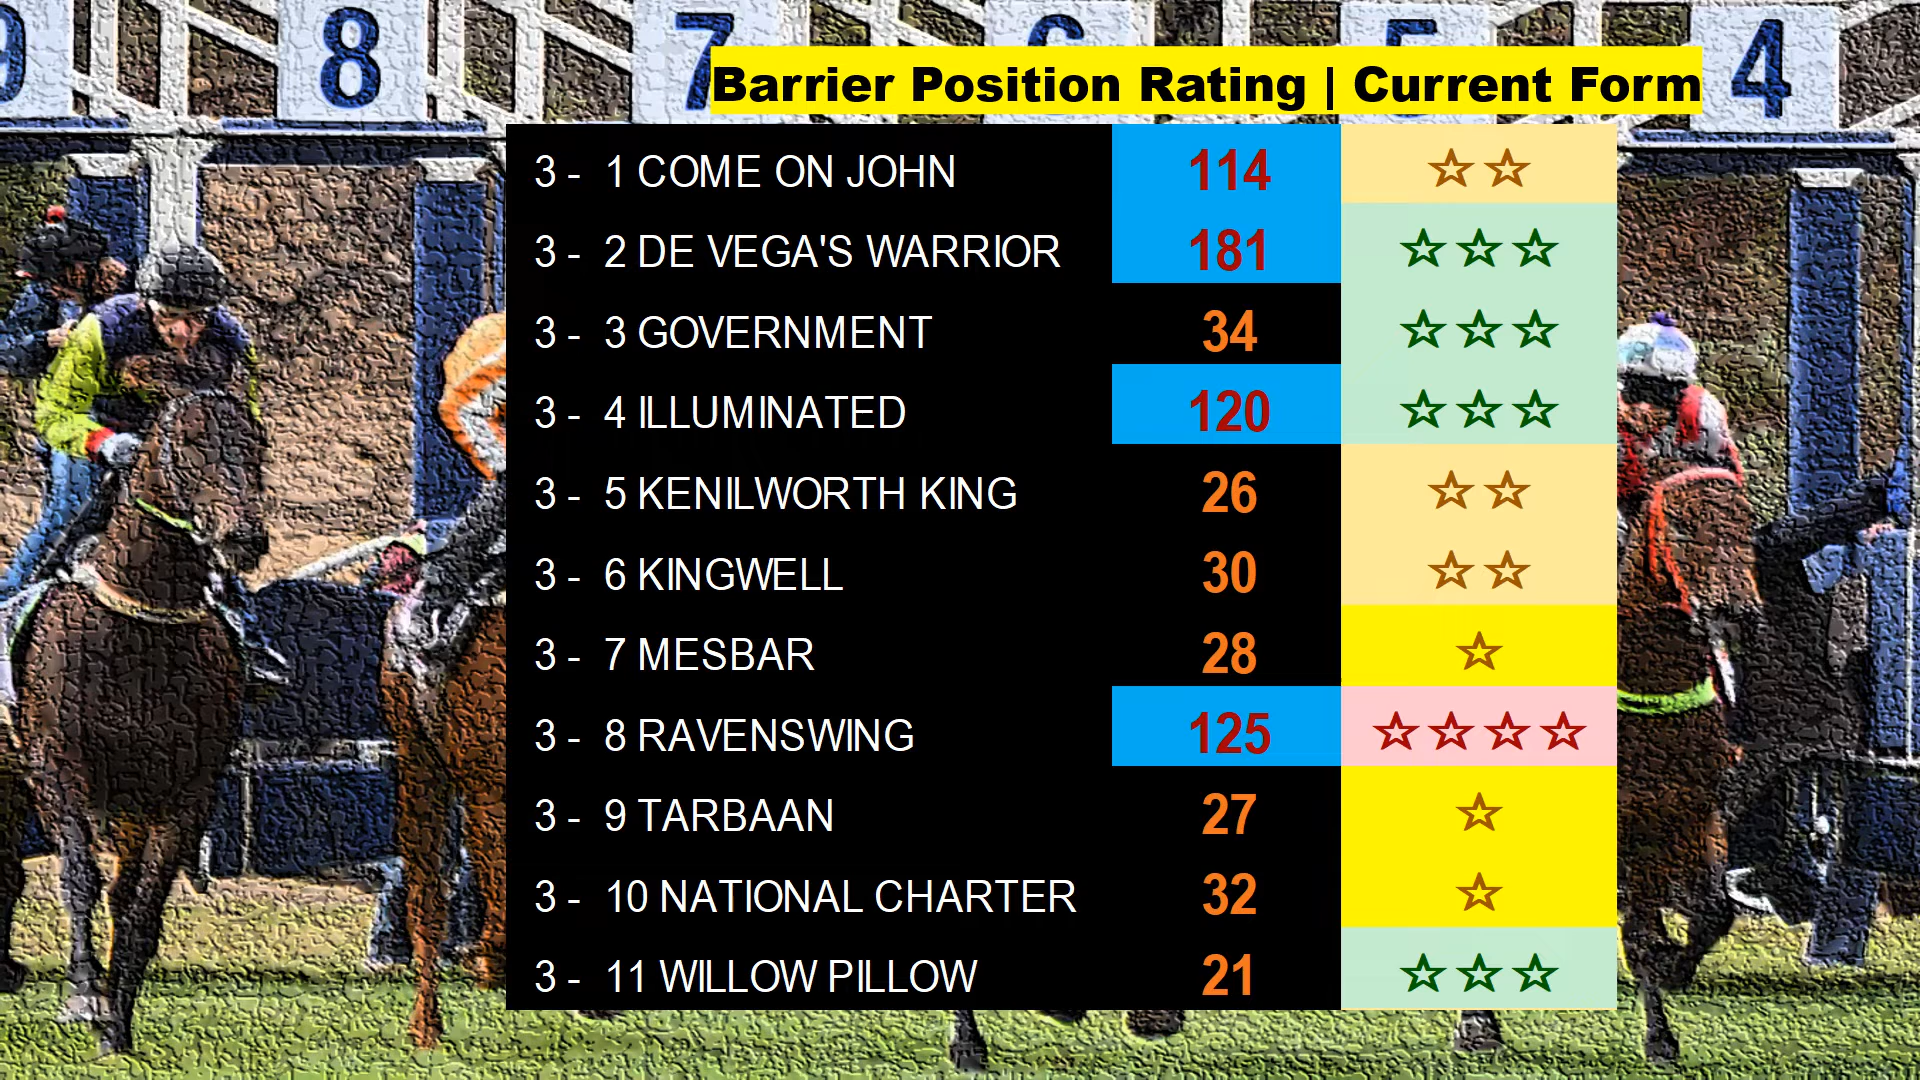 9 8 7 6 5 4
Barrier Position Rating | Current Form
3 - 1 COME ON JOHN 114 ☆☆
3 - 2 DE VEGA'S WARRIOR 181 ☆☆☆
3 - 3 GOVERNMENT 34 ☆☆☆
3 - 4 ILLUMINATED 120 ☆☆☆
3 - 5 KENILWORTH KING 26 ☆☆
3 - 6 KINGWELL 30 ☆☆
3 - 7 MESBAR 28 ☆
3 - 8 RAVENSWING 125 ☆☆☆☆
3 - 9 TARBAAN 27 ☆
3 - 10 NATIONAL CHARTER 32 ☆
3 - 11 WILLOW PILLOW 21 ☆☆☆